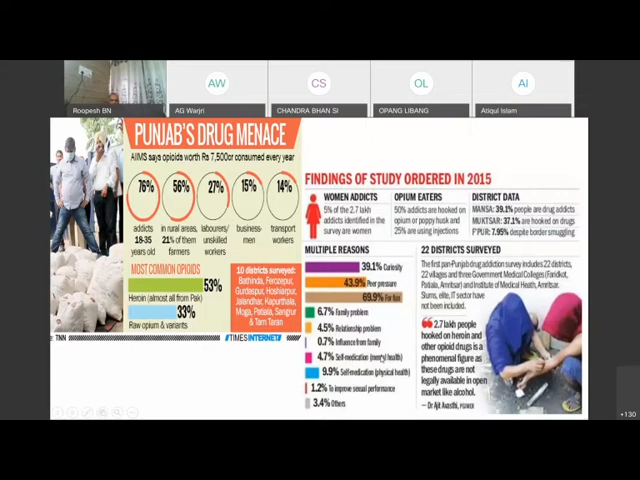 AW
CS
OL
AI
Roopesh BN
AG Warjri
CHANDRA BHAN SI
OPANG LIBANG
Atiqul Islam
PUNJAB'S DRUG MENACE
AIIMS says opioids worth Rs 7,500cr consumed every year
76%
56%
27%
15%
14%
addicts
18-35
years old
in rural areas,
21% of them
farmers
labourers/
unskilled
workers
business-
men
transport
workers
MOST COMMON OPIOIDS
53%
Heroin (almost all from Pak)
33%
Raw opium & variants
10 districts surveyed:
Bathinda, Ferozepur,
Gurdaspur, Hoshiarpur,
Jalandhar, Kapurthala,
Moga, Patiala, Sangrur
& Tarn Taran
TNN
TIMES INTERNET
FINDINGS OF STUDY ORDERED IN 2015
WOMEN ADDICTS
5% of the 2.7 lakh
addicts identified in the
survey are women
OPIUM EATERS
50% addicts are hooked on
opium or poppy husk and
25% are using injections
DISTRICT DATA
MANSA: 39.1% people are drug addicts
MUKTSAR: 37.1% are hooked on drugs
F'PUR: 7.95% despite border smuggling
MULTIPLE REASONS
39.1% Curiosity
43.9% Peer pressure
69.9% For fun
6.7% Family problem
4.5% Relationship problem
0.7% Influence from family
4.7% Self-medication (mental health)
9.9% Self-medication (physical health)
1.2% To improve sexual performance
3.4% Others
22 DISTRICTS SURVEYED
The first pan-Punjab drug addiction survey includes 22 districts,
22 villages and three Government Medical Colleges (Faridkot,
Patiala, Amritsar) and Institute of Medical Health, Amritsar.
Slums, elite, IT sector have
not been included.
2.7 lakh people
hooked on heroin and
other opioid drugs is a
phenomenal figure as
these drugs are not
legally available in open
market like alcohol.
— Dr Ajit Avasthi, PGIMER
+130